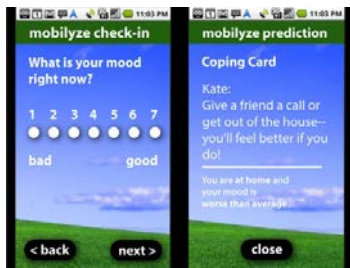 11:03 PM
mobilyze check-in
What is your mood
right now?
1 2 3 4 5 6 7
bad good
< back next >
11:03 PM
mobilyze prediction
Coping Card
Kate:
Give a friend a call or
get out of the house--
you'll feel better if you
do!
You are at home and
your mood is
worse than average
close